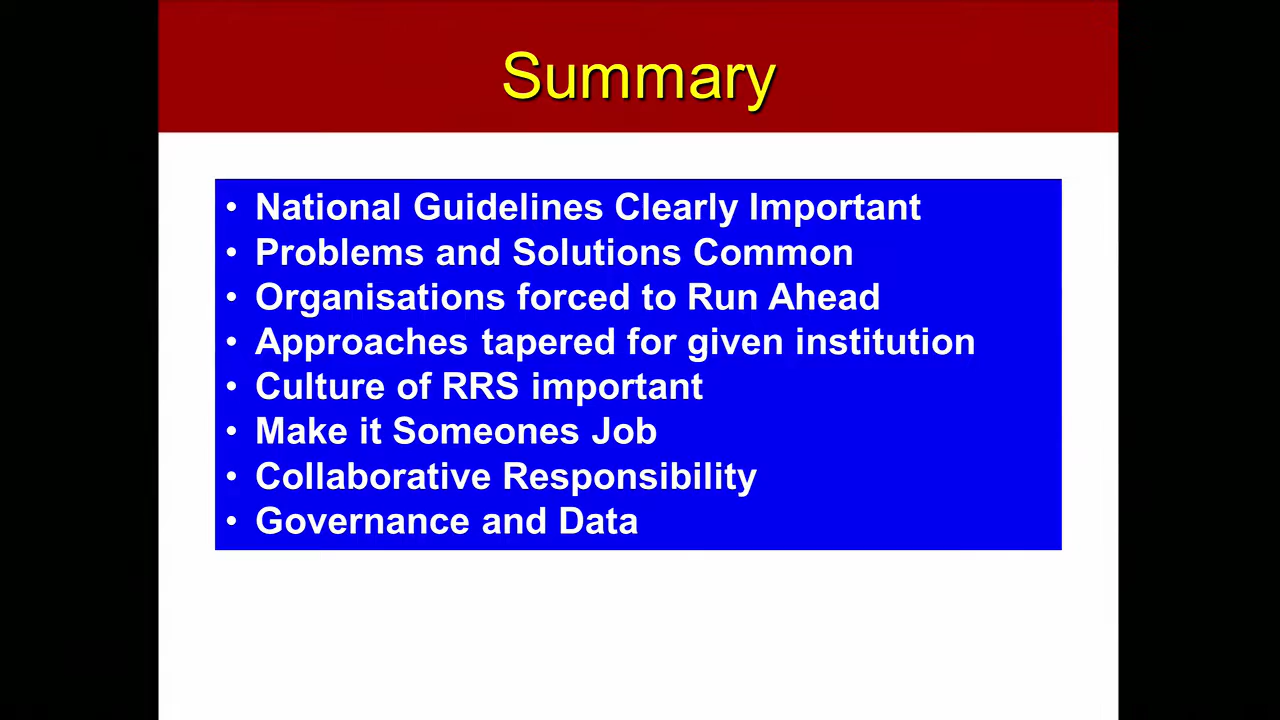 Summary
• National Guidelines Clearly Important
• Problems and Solutions Common
• Organisations forced to Run Ahead
• Approaches tapered for given institution
• Culture of RRS important
• Make it Someones Job
• Collaborative Responsibility
• Governance and Data